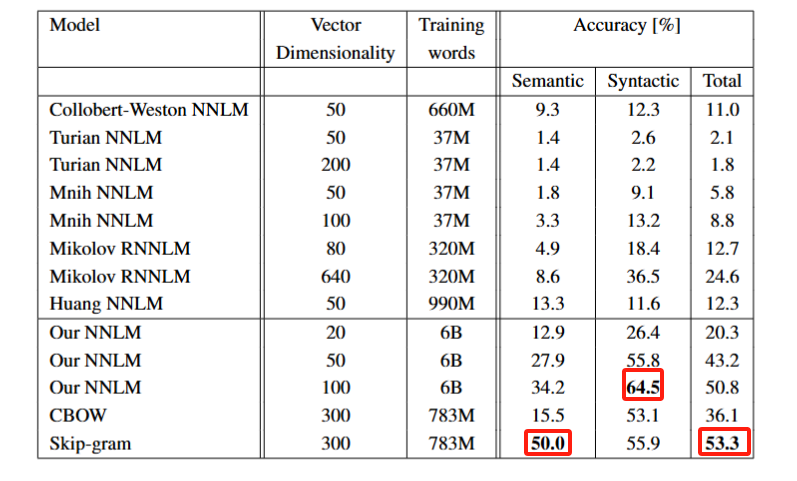 Model Vector Training Accuracy [%]
Dimensionality words
Semantic Syntactic Total
Collobert-Weston NNLM 50 660M 9.3 12.3 11.0
Turian NNLM 50 37M 1.4 2.6 2.1
Turian NNLM 200 37M 1.4 2.2 1.8
Mnih NNLM 50 37M 1.8 9.1 5.8
Mnih NNLM 100 37M 3.3 13.2 8.8
Mikolov RNNLM 80 320M 4.9 18.4 12.7
Mikolov RNNLM 640 320M 8.6 36.5 24.6
Huang NNLM 50 990M 13.3 11.6 12.3
Our NNLM 20 6B 12.9 26.4 20.3
Our NNLM 50 6B 27.9 55.8 43.2
Our NNLM 100 6B 34.2 64.5 50.8
CBOW 300 783M 15.5 53.1 36.1
Skip-gram 300 783M 50.0 55.9 53.3